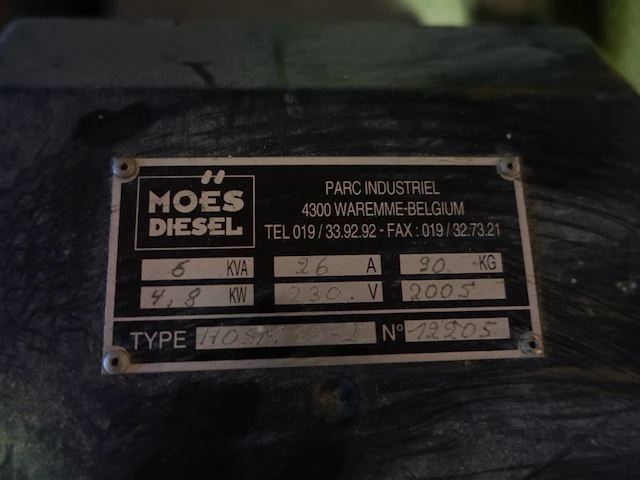 MOËS
DIESEL
PARC INDUSTRIEL
4300 WAREMME-BELGIUM
TEL 019 / 33.92.92 - FAX : 019 / 32.73.21
6 KVA 26 A 90 KG
4,8 KW 230. V 2005
TYPE N° 12205